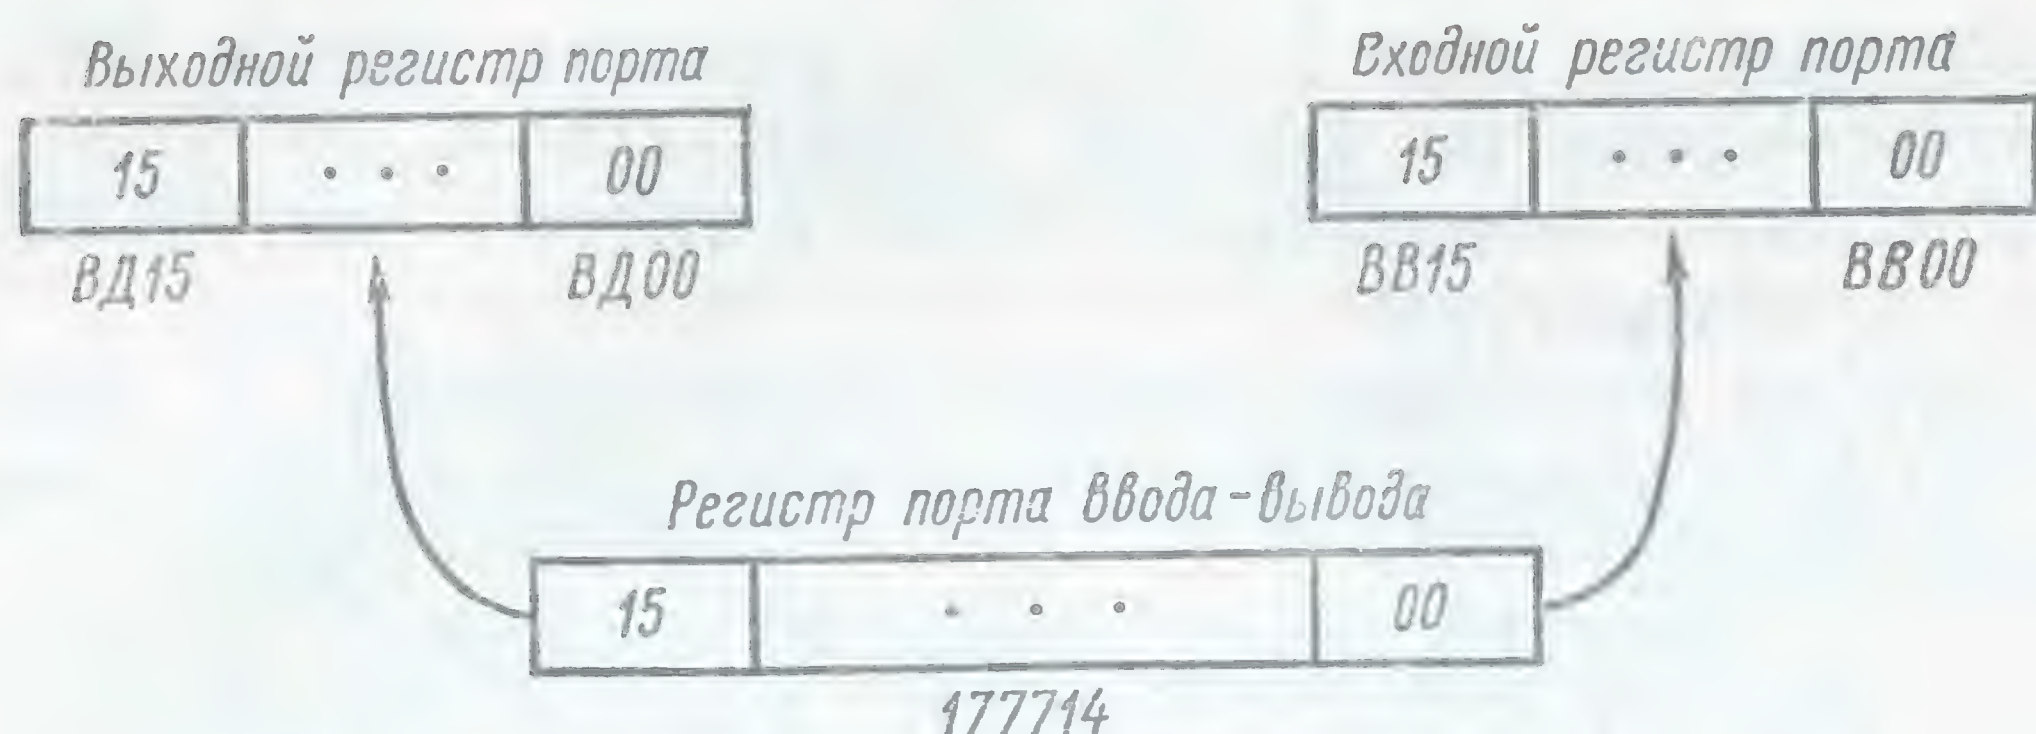 Выходной регистр порта
Входной регистр порта
15 . . . 00
15 . . . 00
ВД15 ВД00
ВВ15 ВВ00
Регистр порта ввода-вывода
15 . . . 00
177714